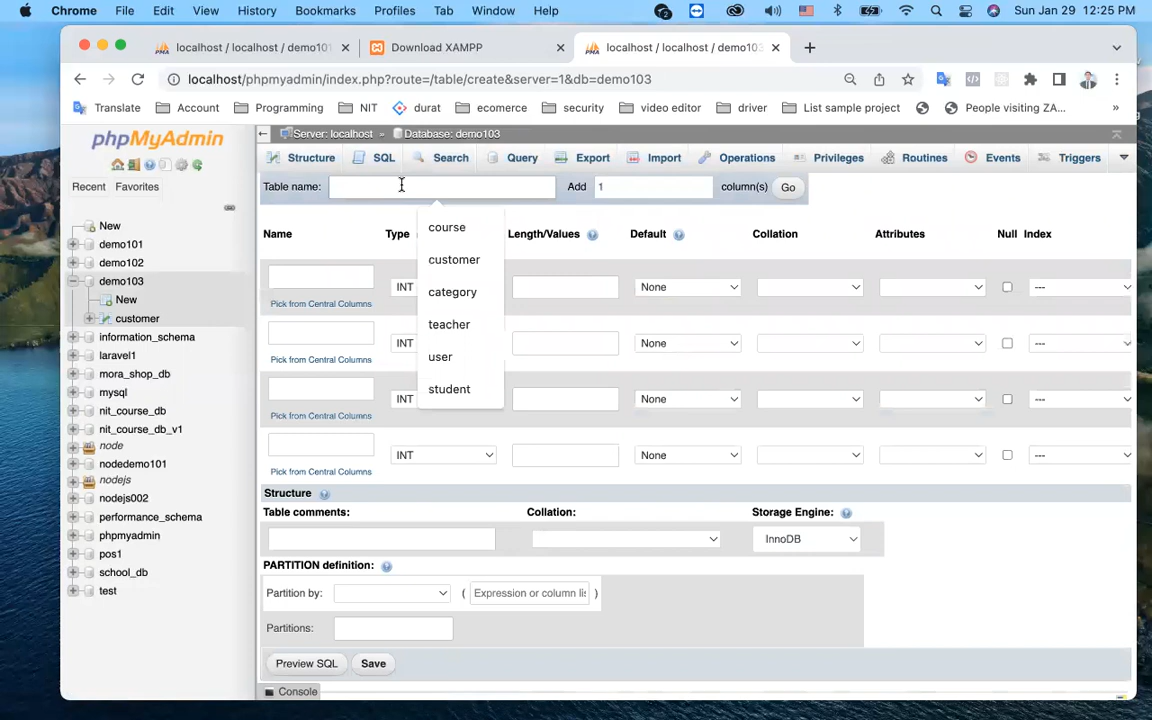 Chrome File Edit View History Bookmarks Profiles Tab Window Help Sun Jan 29 12:25 PM
localhost / localhost / demo101 Download XAMPP localhost / localhost / demo103
localhost/phpmyadmin/index.php?route=/table/create&server=1&db=demo103
Translate Account Programming NIT durat ecomerce security video editor driver List sample project People visiting ZA... »
phpMyAdmin
Recent Favorites
New
demo101
demo102
demo103
New
customer
information_schema
laravel1
mora_shop_db
mysql
nit_course_db
nit_course_db_v1
node
nodedemo101
nodejs
nodejs002
performance_schema
phpmyadmin
pos1
school_db
test
Server: localhost » Database: demo103
Structure SQL Search Query Export Import Operations Privileges Routines Events Triggers
Table name: Add 1 column(s) Go
course
customer
category
teacher
user
student
Name Type Length/Values Default Collation Attributes Null Index
INT None ---
Pick from Central Columns
INT None ---
Pick from Central Columns
INT None ---
Pick from Central Columns
INT None ---
Pick from Central Columns
Structure
Table comments: Collation: Storage Engine:
InnoDB
PARTITION definition:
Partition by: ( Expression or column lis )
Partitions:
Preview SQL Save
Console